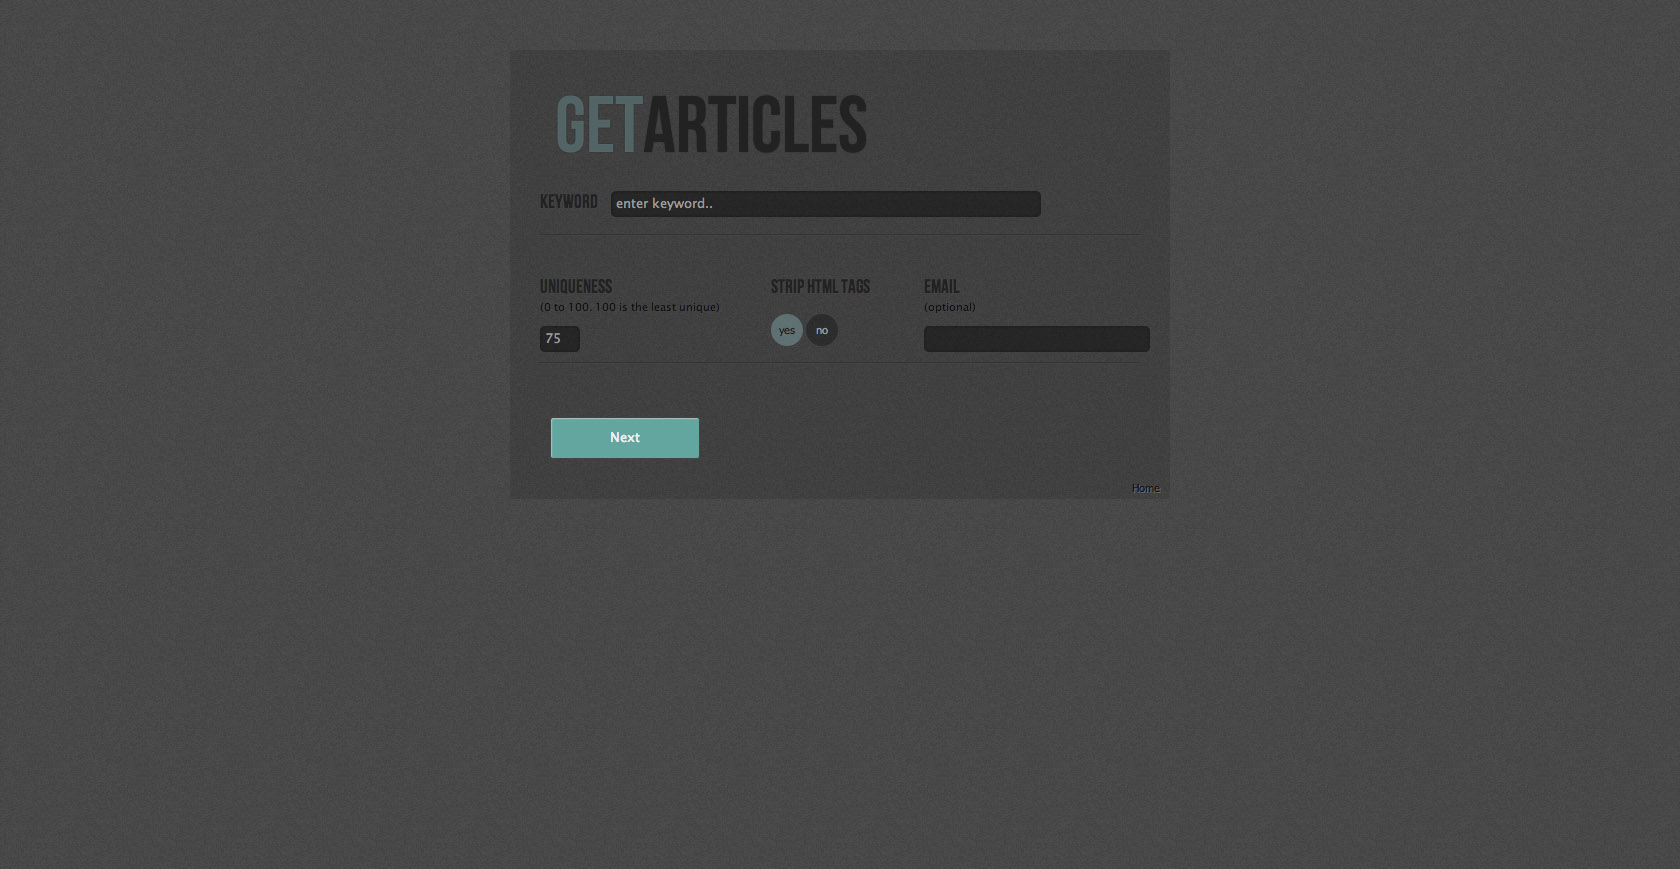 GETARTICLES
KEYWORD enter keyword..
UNIQUENESS STRIP HTML TAGS EMAIL
(0 to 100. 100 is the least unique) (optional)
75 yes no
Next
Home